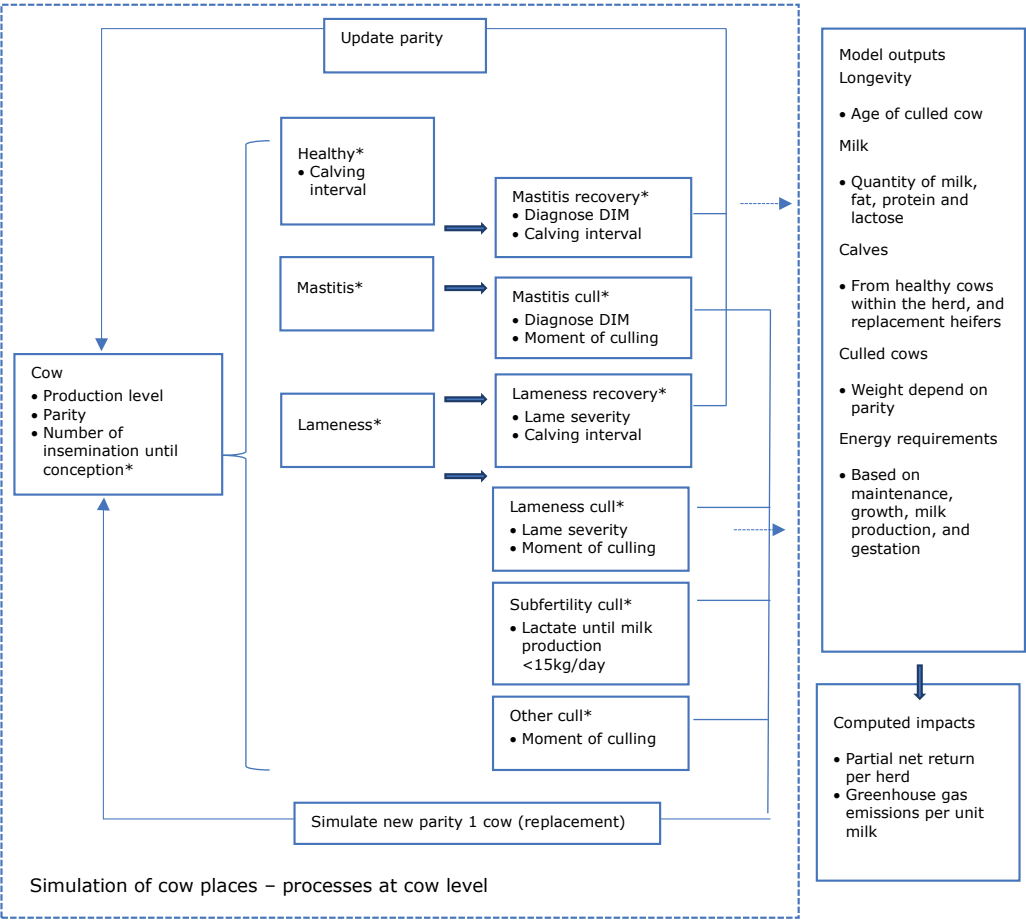 Update parity
Healthy*
• Calving
interval
Mastitis*
Lameness*
Cow
• Production level
• Parity
• Number of
insemination until
conception*
Mastitis recovery*
• Diagnose DIM
• Calving interval
Mastitis cull*
• Diagnose DIM
• Moment of culling
Lameness recovery*
• Lame severity
• Calving interval
Lameness cull*
• Lame severity
• Moment of culling
Subfertility cull*
• Lactate until milk
production
<15kg/day
Other cull*
• Moment of culling
Simulate new parity 1 cow (replacement)
Simulation of cow places – processes at cow level
Model outputs
Longevity
• Age of culled cow
Milk
• Quantity of milk,
fat, protein and
lactose
Calves
• From healthy cows
within the herd, and
replacement heifers
Culled cows
• Weight depend on
parity
Energy requirements
• Based on
maintenance,
growth, milk
production, and
gestation
Computed impacts
• Partial net return
per herd
• Greenhouse gas
emissions per unit
milk